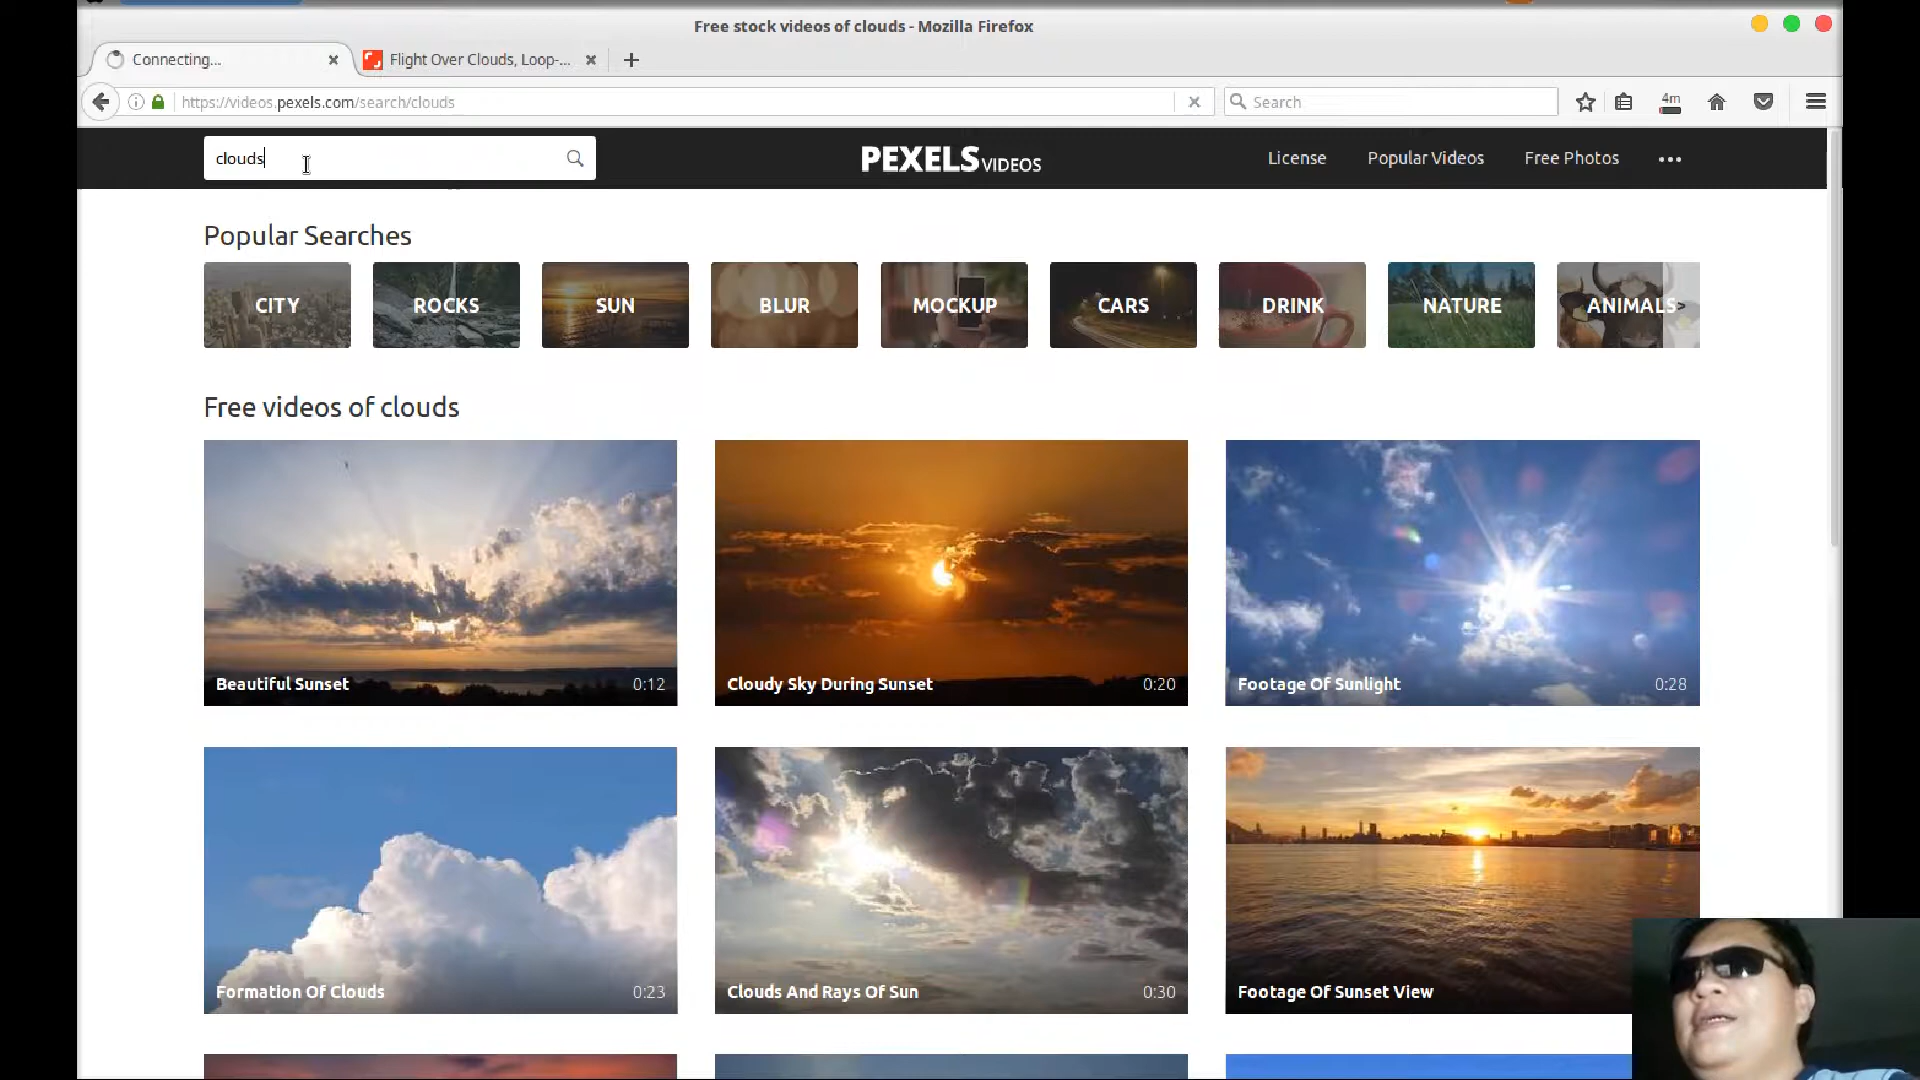 Free stock videos of clouds - Mozilla Firefox
Connecting...
Flight Over Clouds, Loop-...
https://videos.pexels.com/search/clouds
Search
4m
clouds
PEXELS VIDEOS
License
Popular Videos
Free Photos
Popular Searches
CITY
ROCKS
SUN
BLUR
MOCKUP
CARS
DRINK
NATURE
ANIMALS
Free videos of clouds
Beautiful Sunset 0:12
Cloudy Sky During Sunset 0:20
Footage Of Sunlight 0:28
Formation Of Clouds 0:23
Clouds And Rays Of Sun 0:30
Footage Of Sunset View